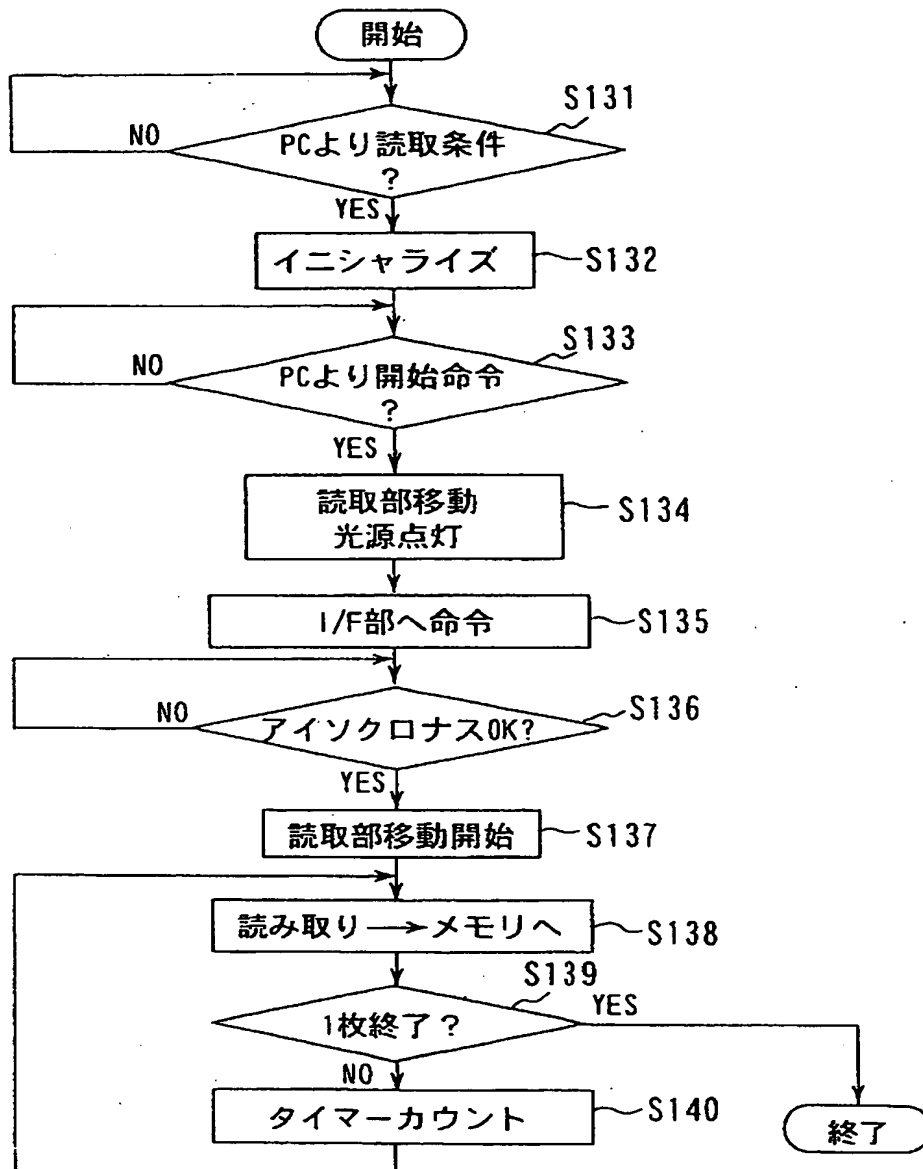 開始
S131
NO
PCより読取条件
?
YES
イニシャライズ
S132
S133
NO
PCより開始命令
?
YES
読取部移動
光源点灯
S134
I/F部へ命令
S135
NO
アイソクロナスOK?
S136
YES
読取部移動開始
S137
読み取り→メモリへ
S138
S139
1枚終了?
YES
NO
タイマーカウント
S140
終了